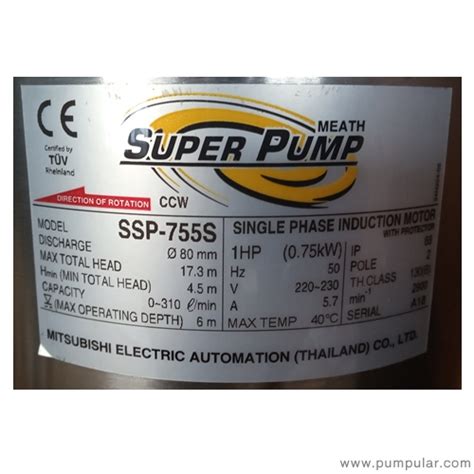 CE
Certified by
TÜV
Rheinland
MEATH
SUPER PUMP
DIRECTION OF ROTATION CCW
MODEL SSP-755S
DISCHARGE Ø 80 mm
MAX TOTAL HEAD 17.3 m
Hmin (MIN TOTAL HEAD) 4.5 m
CAPACITY 0~310 ℓ/min
(MAX OPERATING DEPTH) 6 m
SINGLE PHASE INDUCTION MOTOR
WITH PROTECTOR
1HP (0.75kW) IP 68
Hz 50 POLE 2
V 220-230 TH CLASS
A 5.7 min⁻¹
MAX TEMP 40°C SERIAL
MITSUBISHI ELECTRIC AUTOMATION (THAILAND) CO., LTD.
www.pumpular.com